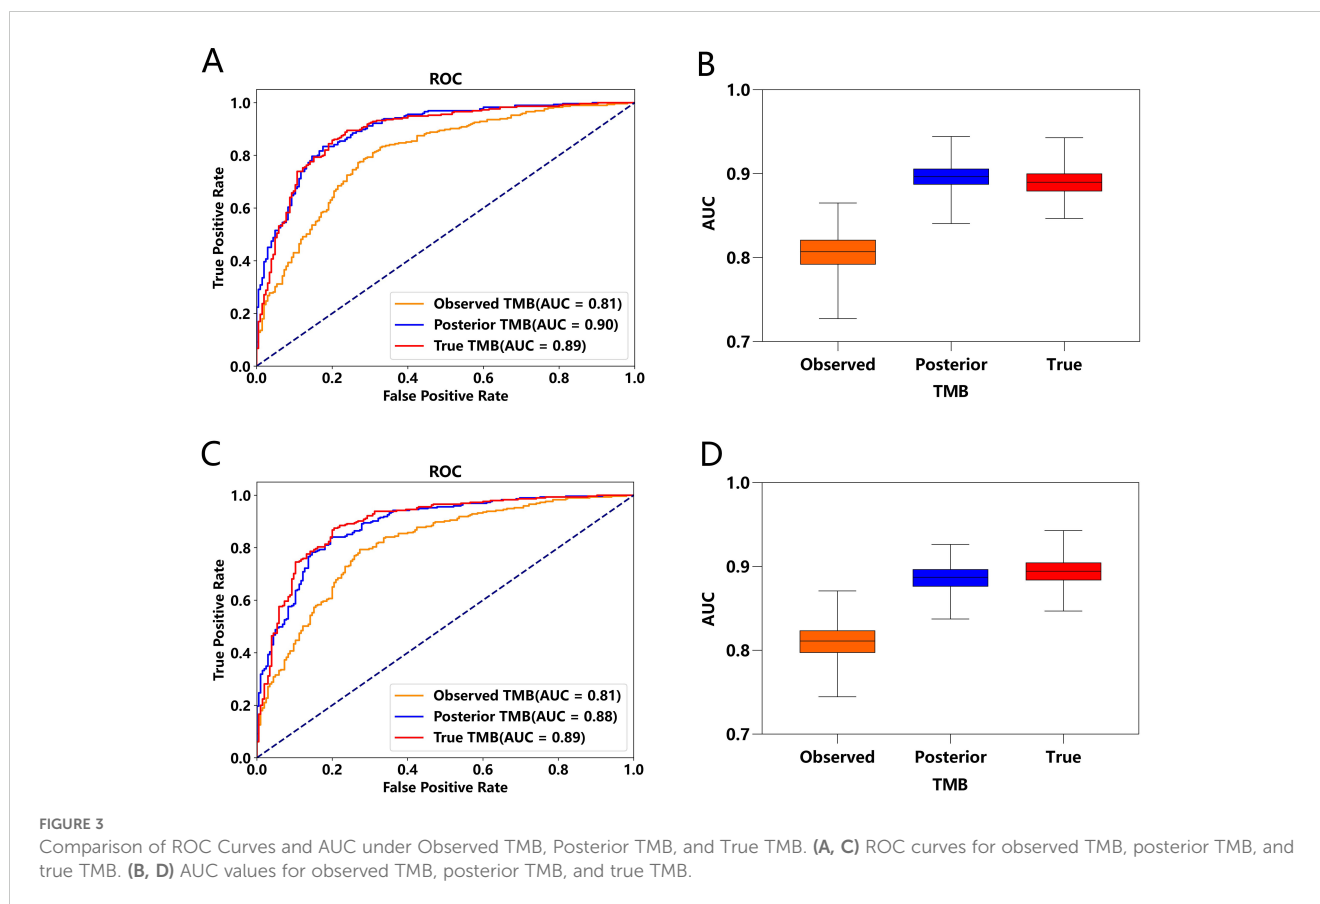 A
ROC
True Positive Rate
1.0
0.8
0.6
0.4
0.2
0.0
Observed TMB(AUC = 0.81)
Posterior TMB(AUC = 0.90)
True TMB(AUC = 0.89)
0.0 0.2 0.4 0.6 0.8 1.0
False Positive Rate
B
AUC
1.0
0.9
0.8
0.7
Observed Posterior True
TMB
C
ROC
True Positive Rate
1.0
0.8
0.6
0.4
0.2
0.0
Observed TMB(AUC = 0.81)
Posterior TMB(AUC = 0.88)
True TMB(AUC = 0.89)
0.0 0.2 0.4 0.6 0.8 1.0
False Positive Rate
D
AUC
1.0
0.9
0.8
0.7
Observed Posterior True
TMB
FIGURE 3
Comparison of ROC Curves and AUC under Observed TMB, Posterior TMB, and True TMB. (A, C) ROC curves for observed TMB, posterior TMB, and
true TMB. (B, D) AUC values for observed TMB, posterior TMB, and true TMB.